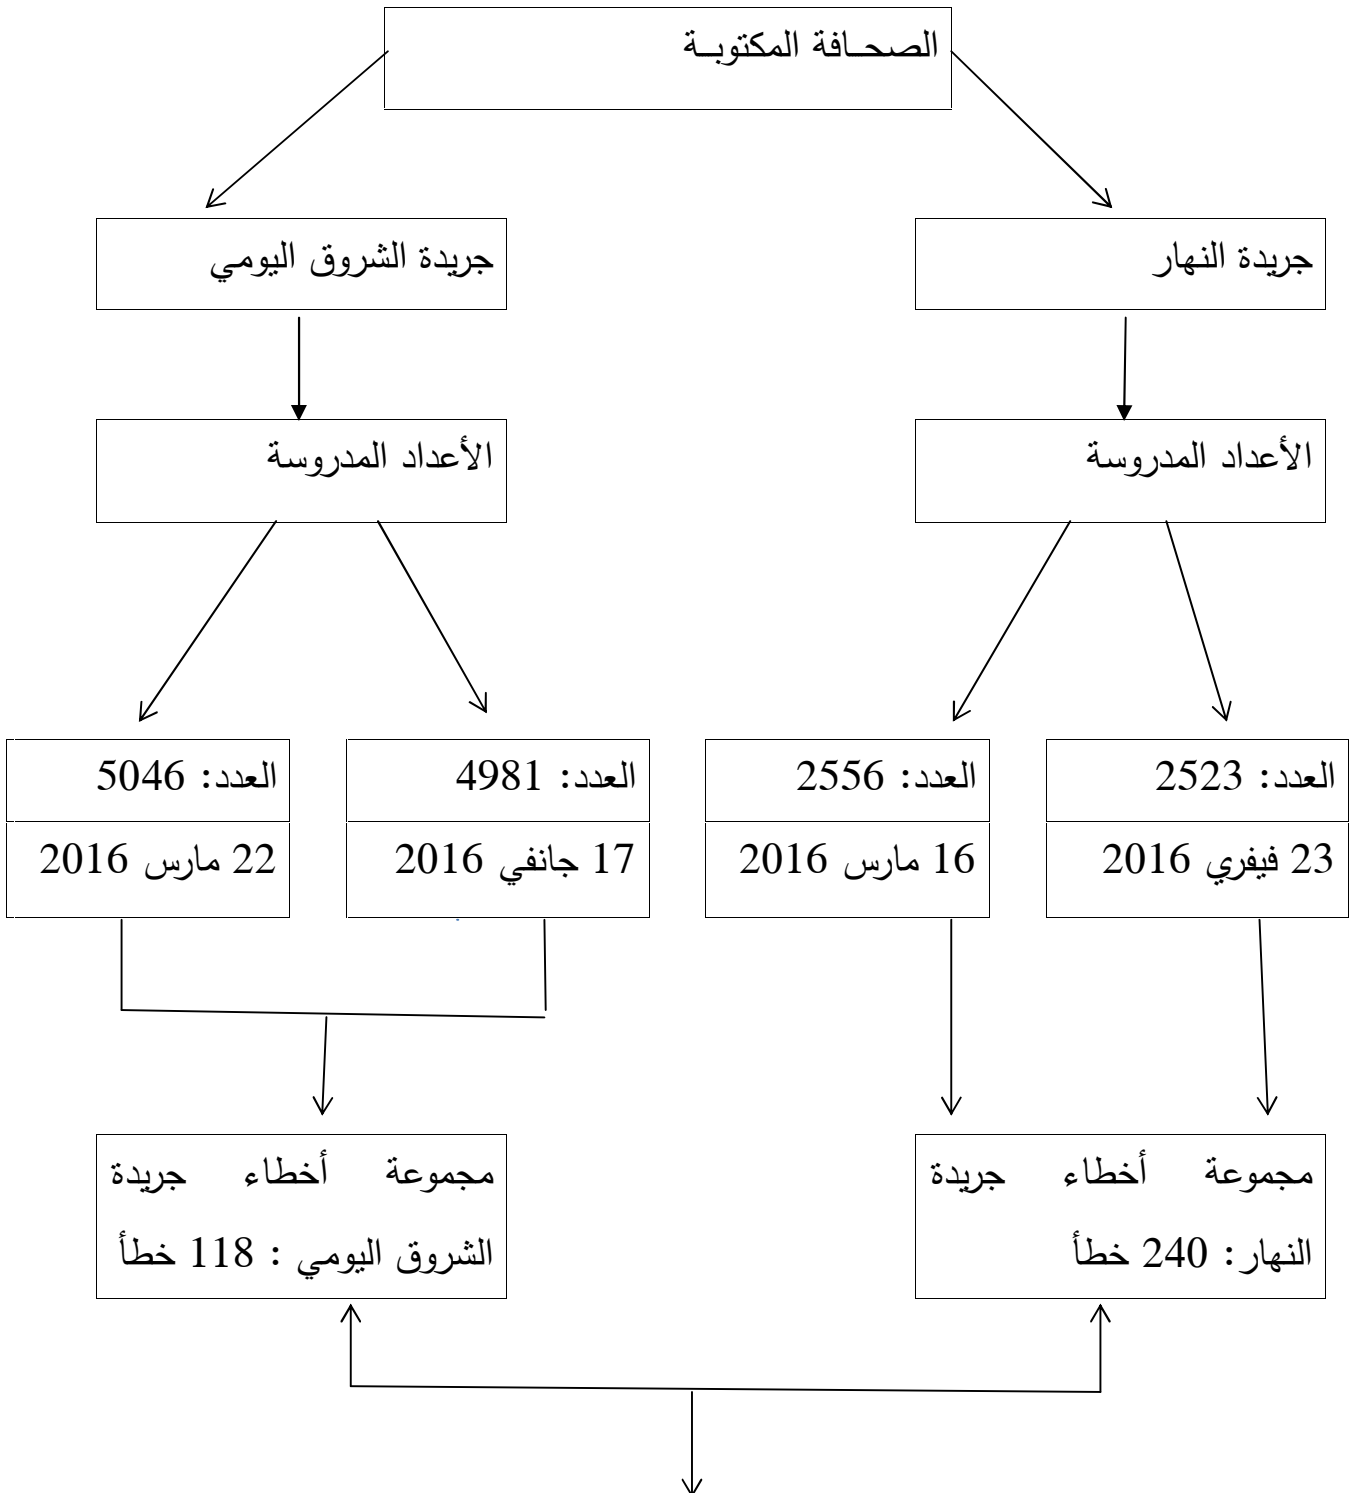 الصحــافة المكتوبــة
جريدة النهار
جريدة الشروق اليومي
الأعداد المدروسة
الأعداد المدروسة
العدد: 2523
23 فيفري 2016
العدد: 2556
16 مارس 2016
العدد: 4981
17 جانفي 2016
العدد: 5046
22 مارس 2016
مجموعة أخطاء جريدة
النهار: 240 خطأ
مجموعة أخطاء جريدة
الشروق اليومي : 118 خطأ